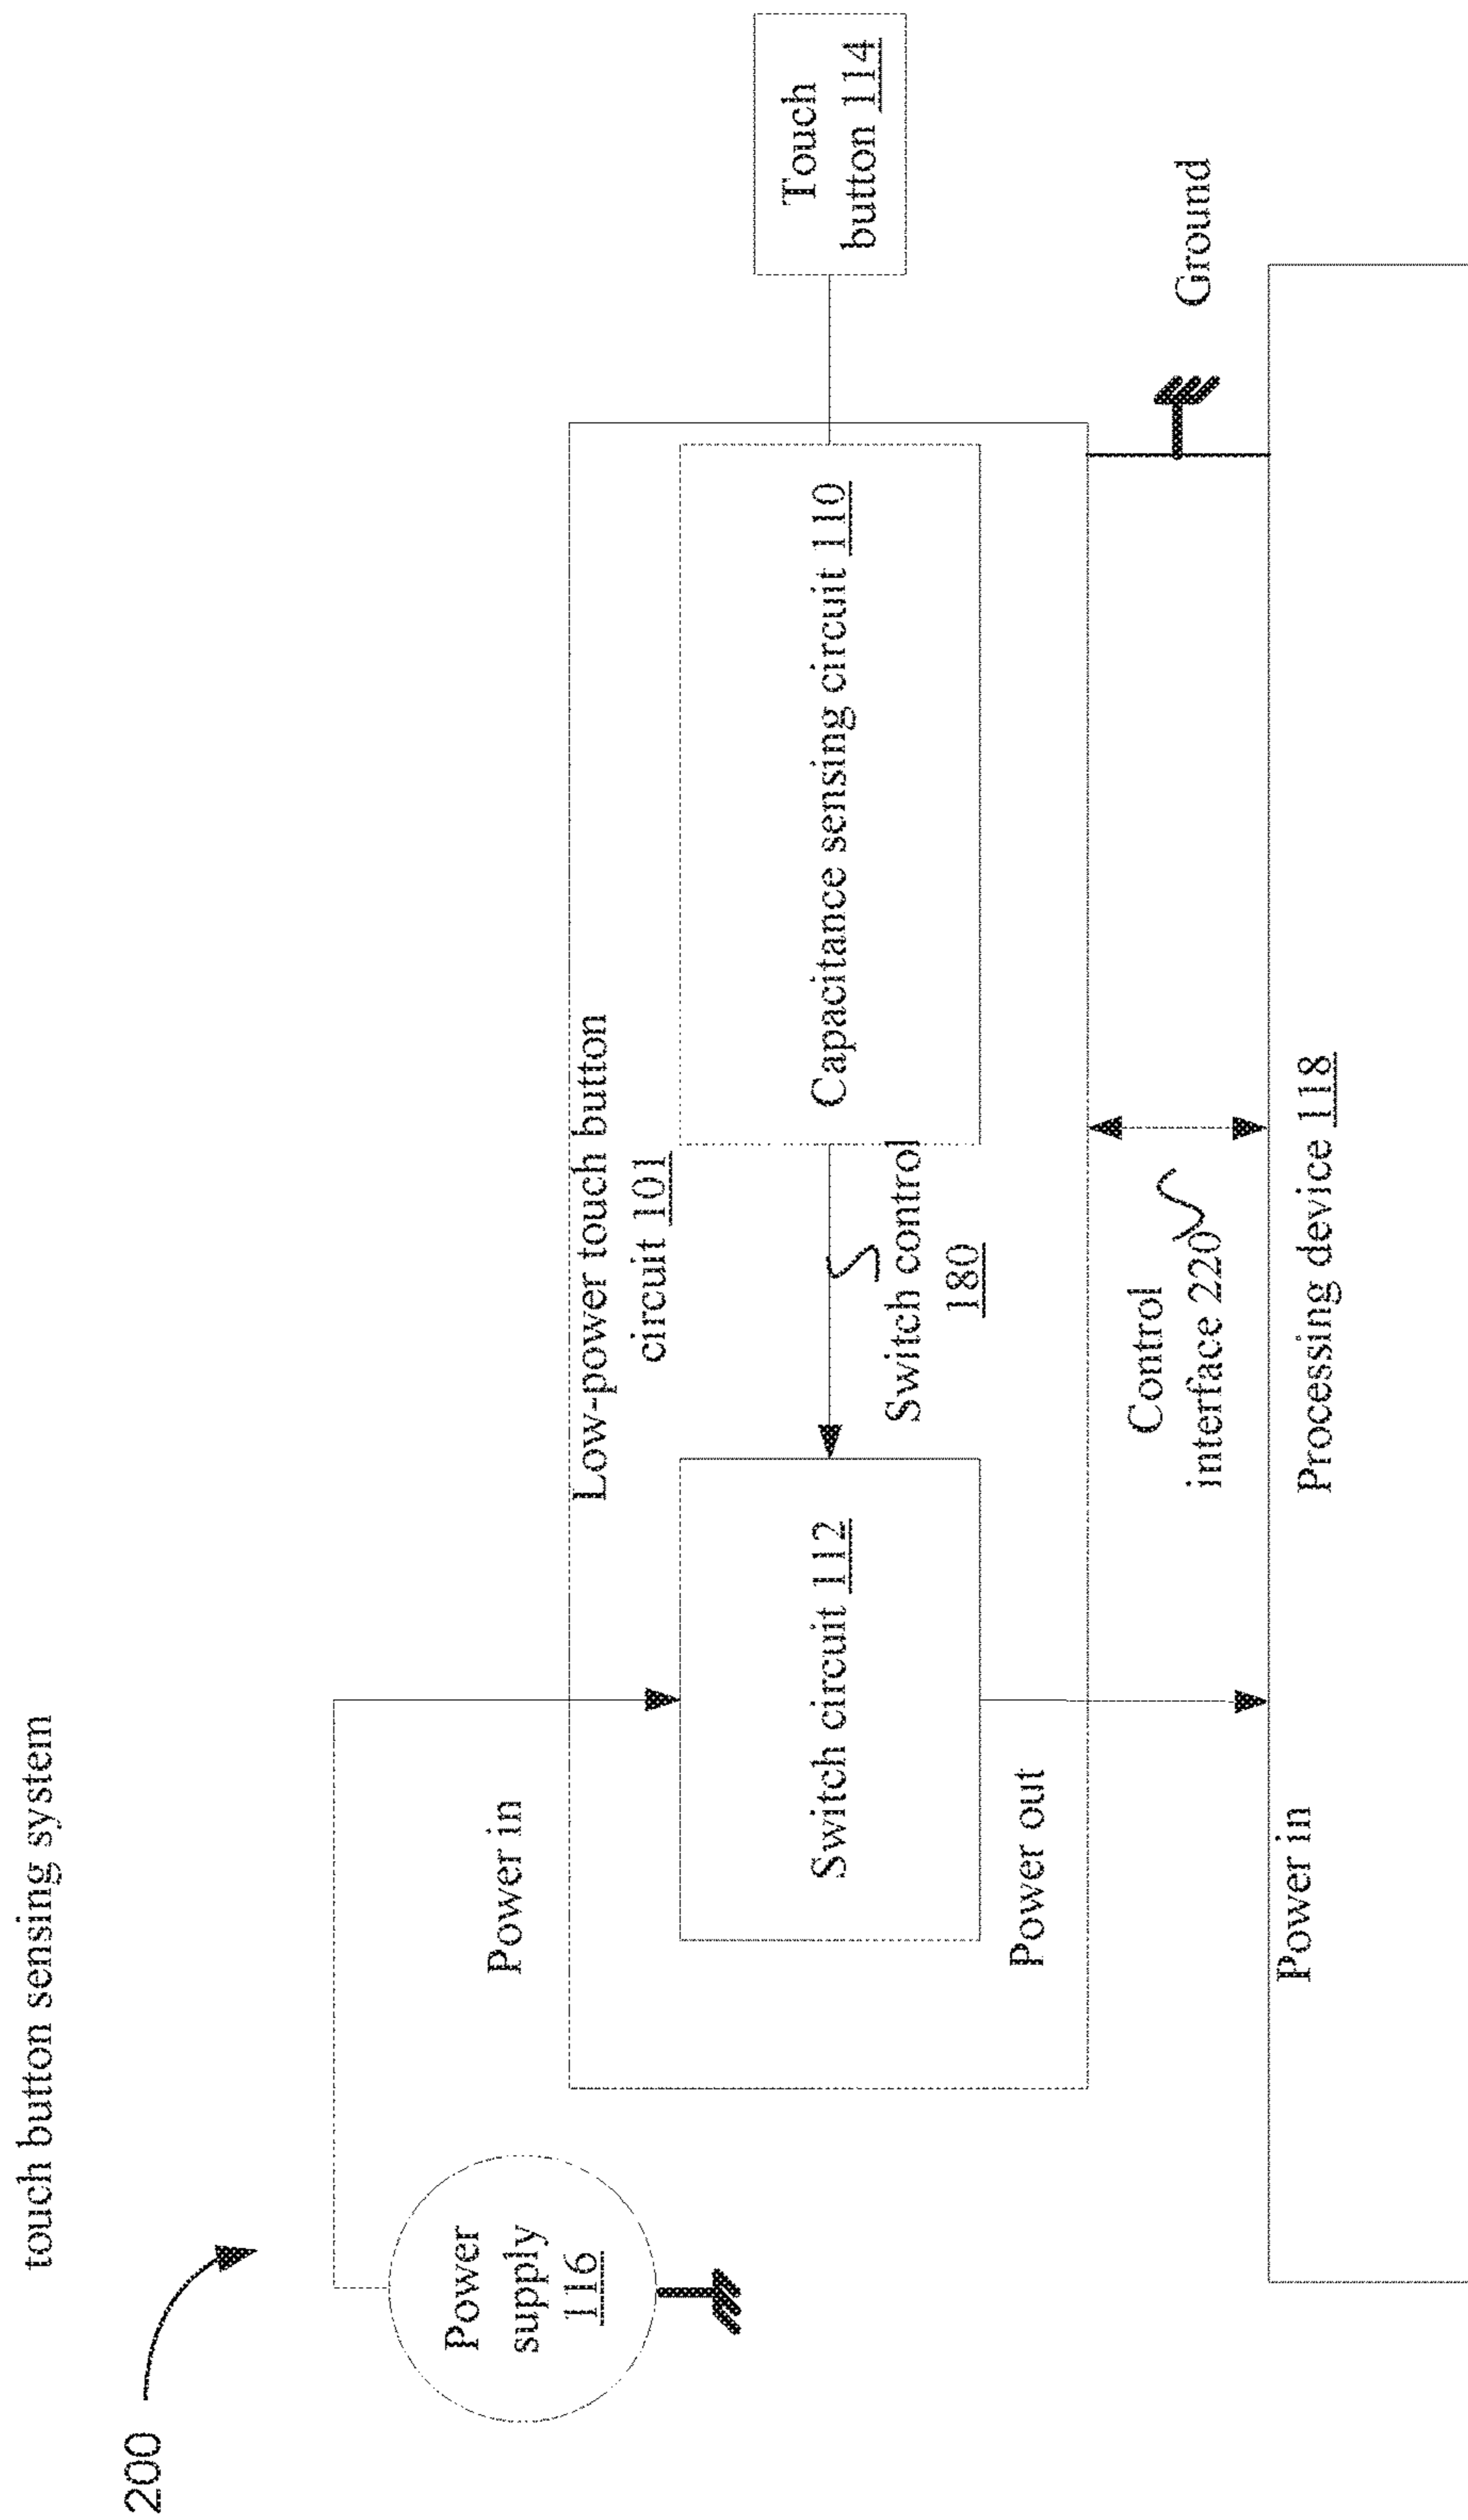 touch button sensing system
200
Power
supply
116
Power in
Low-power touch button
circuit 101
Switch circuit 112
Switch control
180
Capacitance sensing circuit 110
Touch
button 114
Power out
Control
interface 220
Ground
Power in
Processing device 118